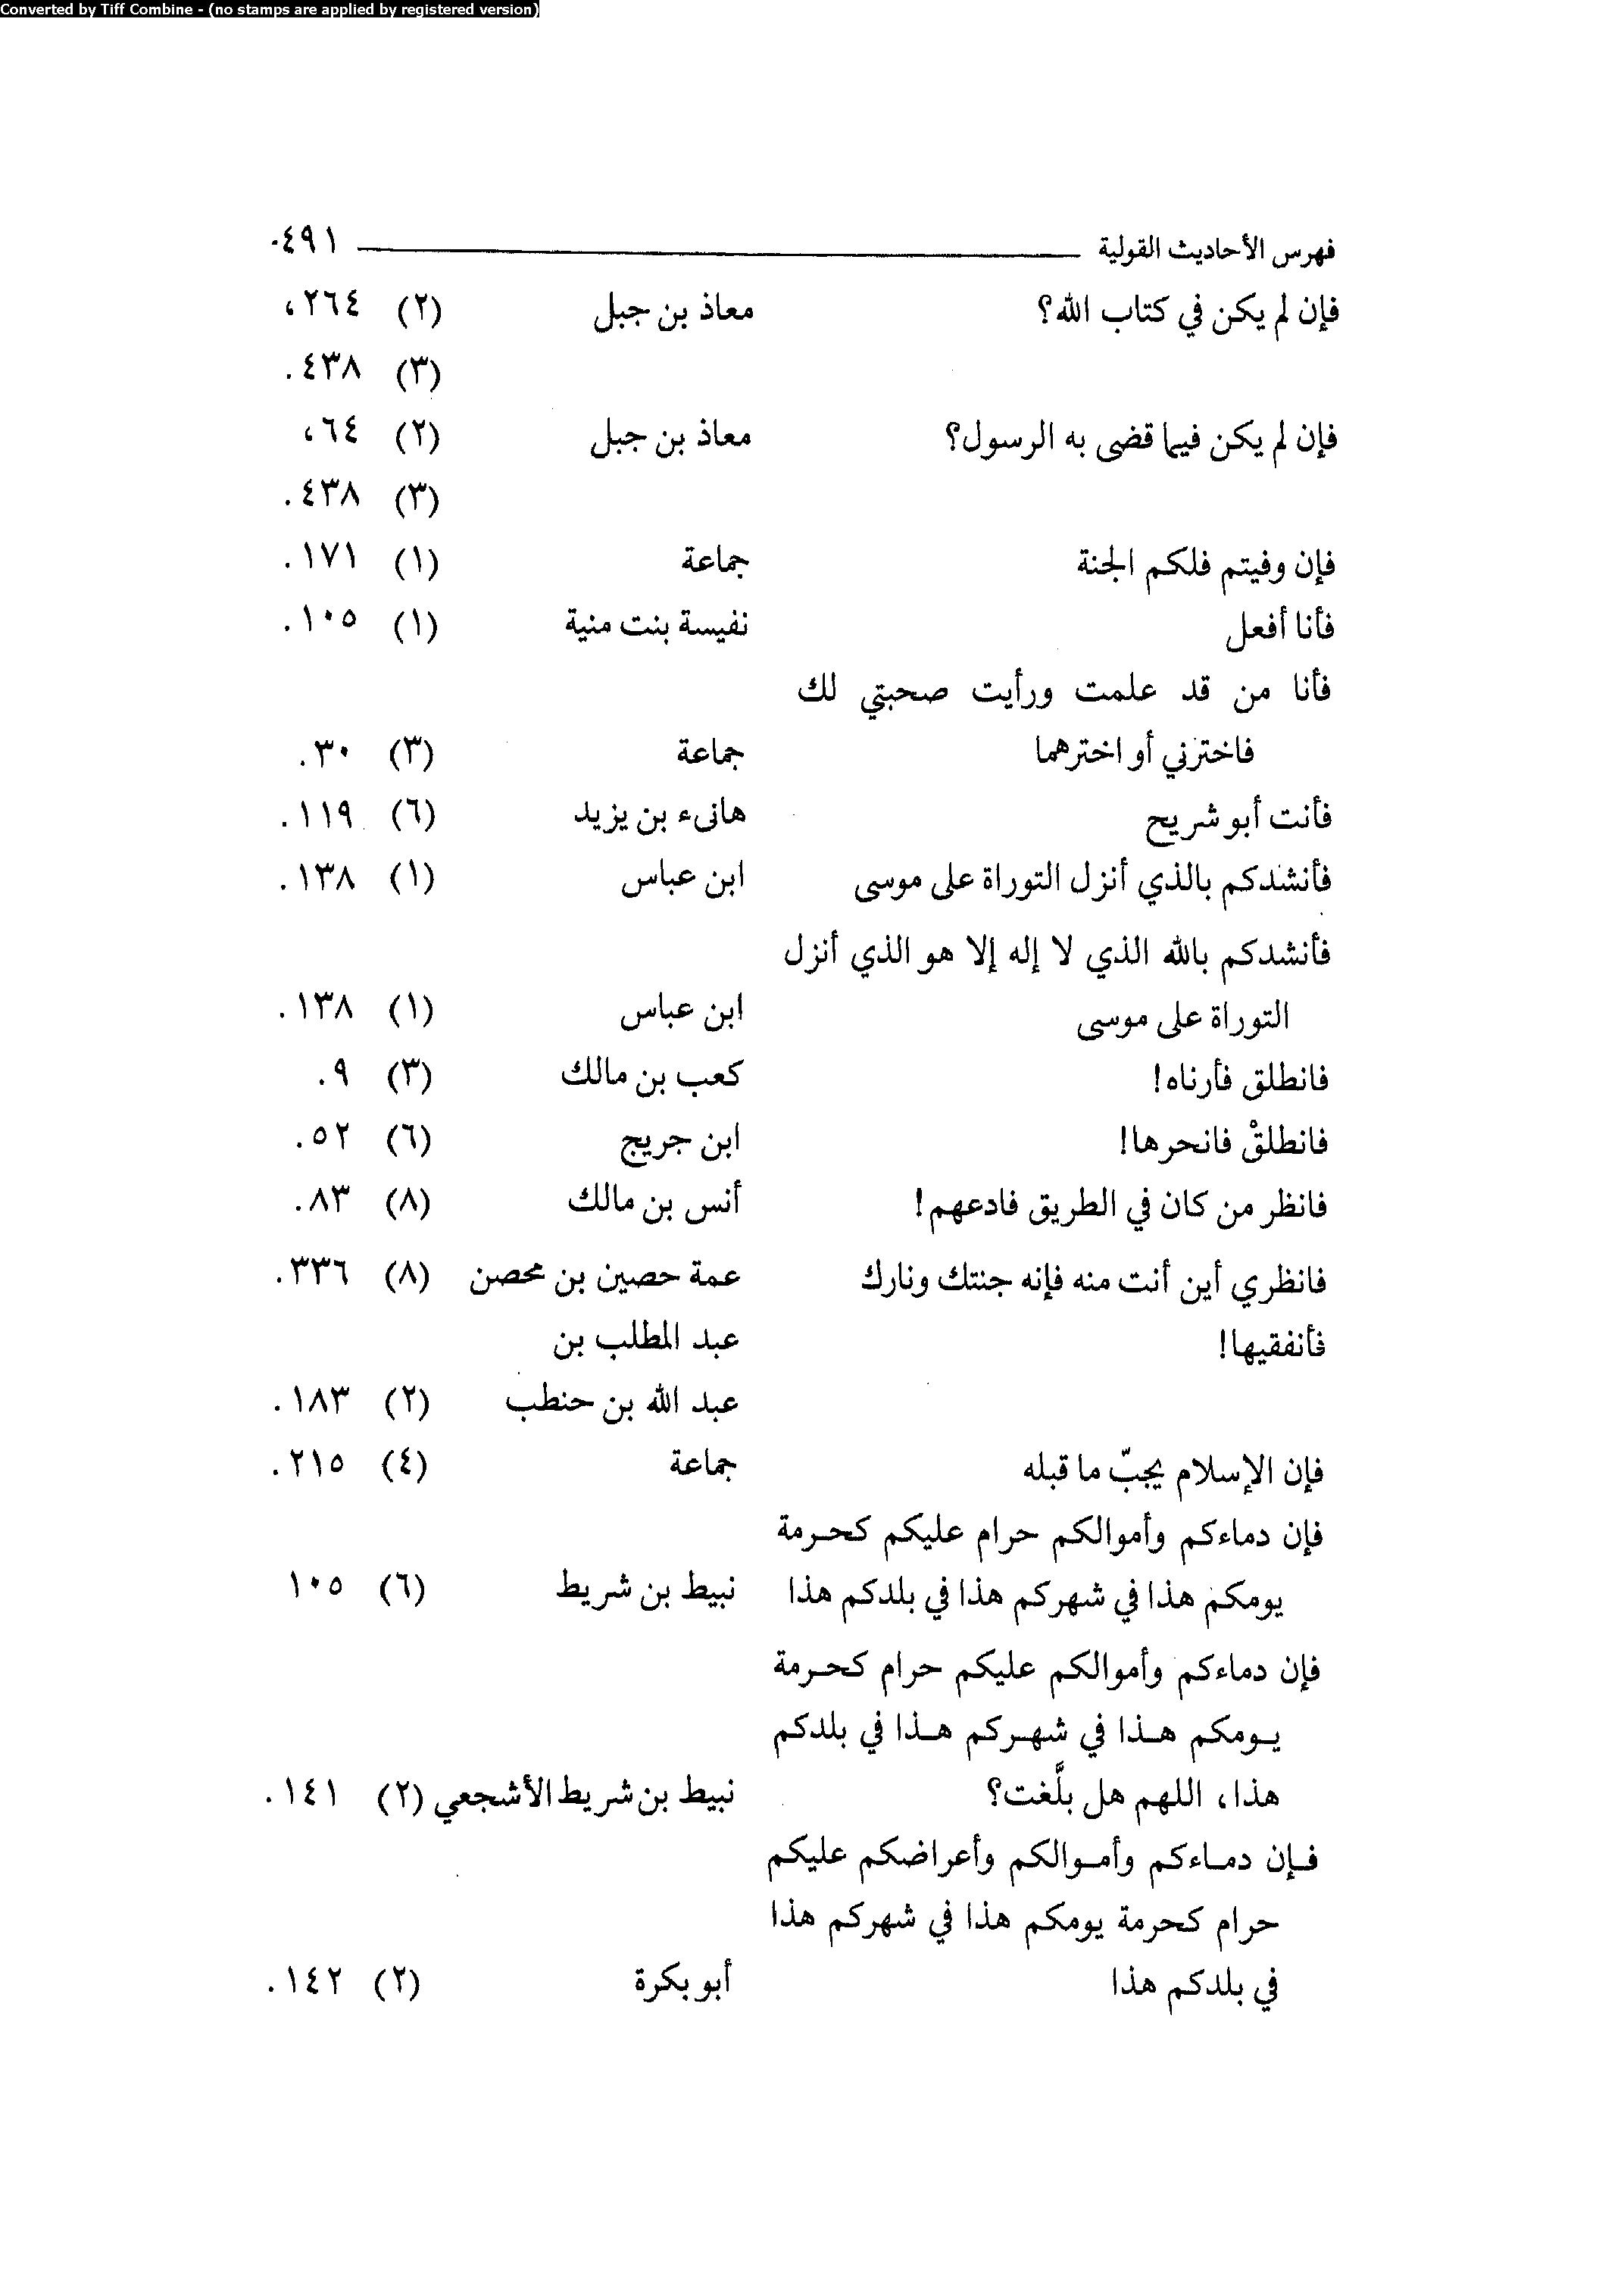 Converted by Tiff Combine - (no stamps are applied by registered version)
فهرس الأحاديث القولية ٤٩١.
فإن لم يكن في كتاب الله؟ معاذ بن جبل (٢) ٢٦٤،
(٣) ٤٣٨.
فإن لم يكن فيما قضى به الرسول؟ معاذ بن جبل (٢) ٦٤،
(٣) ٤٣٨.
فإن وفيتم فلكم الجنة جماعة (١) ١٧١.
فأنا أفعل نفيسة بنت منية (١) ١٠٥.
فأنا من قد علمت ورأيت صحبتي لك
فاخترني أو اخترهما جماعة (٣) ٣٠.
فأنت أبو شريح هانىء بن يزيد (٦) ١١٩.
فأنشدكم بالذي أنزل التوراة على موسى ابن عباس (١) ١٣٨.
فأنشدكم بالله الذي لا إله إلا هو الذي أنزل
التوراة على موسى ابن عباس (١) ١٣٨.
فانطلق فأرناه! كعب بن مالك (٣) ٩.
فانطلقْ فانحرها! ابن جريج (٦) ٥٢.
فانظر من كان في الطريق فادعهم! أنس بن مالك (٨) ٨٣.
فانظري أين أنت منه فإنه جنتك ونارك عمة حصين بن محصن (٨) ٣٣٦.
فأنفقيها! عبد المطلب بن
عبد الله بن حنطب (٢) ١٨٣.
فإن الإسلام يجبّ ما قبله جماعة (٤) ٢١٥.
فإن دماءكم وأموالكم حرام عليكم كحرمة
يومكم هذا في شهركم هذا في بلدكم هذا نبيط بن شريط (٦) ١٠٥
فإن دماءكم وأموالكم عليكم حرام كحرمة
يومكم هذا في شهركم هذا في بلدكم
هذا، اللهم هل بلَّغت؟ نبيط بن شريط الأشجعي (٢) ١٤١.
فإن دماءكم وأموالكم وأعراضكم عليكم
حرام كحرمة يومكم هذا في شهركم هذا
في بلدكم هذا أبو بكرة (٢) ١٤٢.